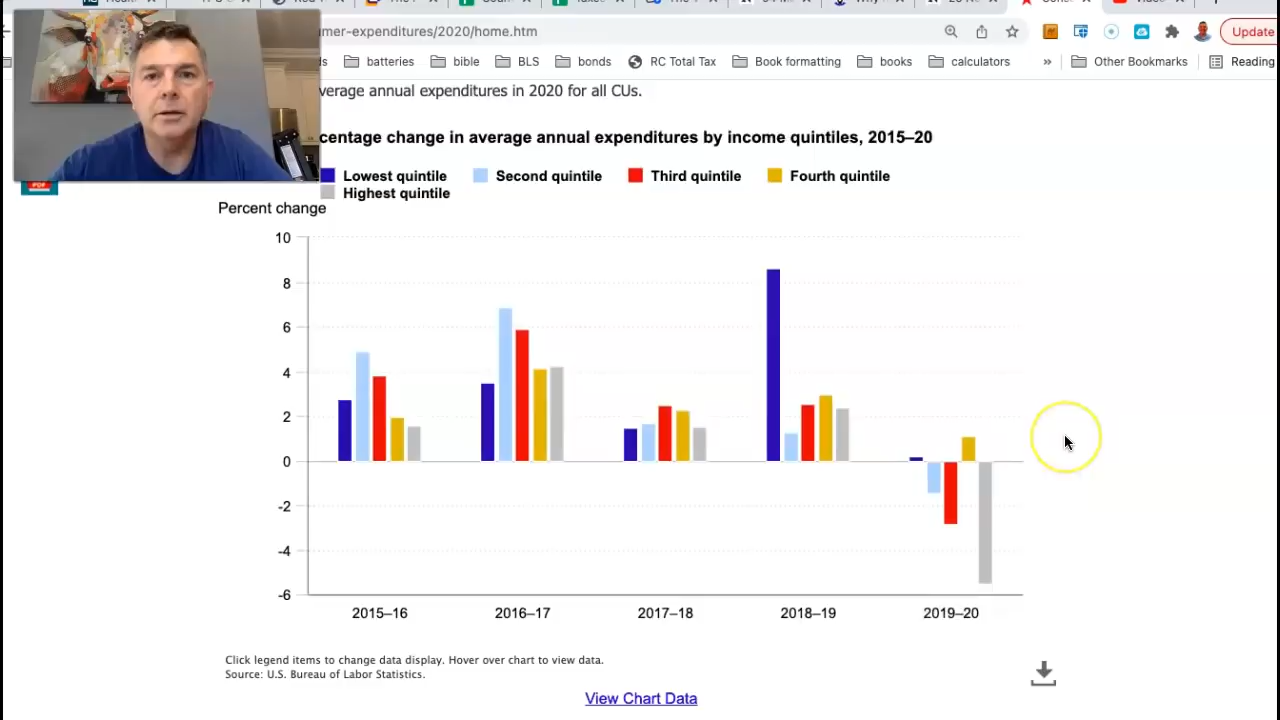 umer-expenditures/2020/home.htm
Update
batteries bible BLS bonds RC Total Tax Book formatting books calculators » Other Bookmarks Reading
verage annual expenditures in 2020 for all CUs.
centage change in average annual expenditures by income quintiles, 2015–20
Lowest quintile Second quintile Third quintile Fourth quintile
Highest quintile
PDF
Percent change
10
8
6
4
2
0
-2
-4
-6
2015–16 2016–17 2017–18 2018–19 2019–20
Click legend items to change data display. Hover over chart to view data.
Source: U.S. Bureau of Labor Statistics.
View Chart Data